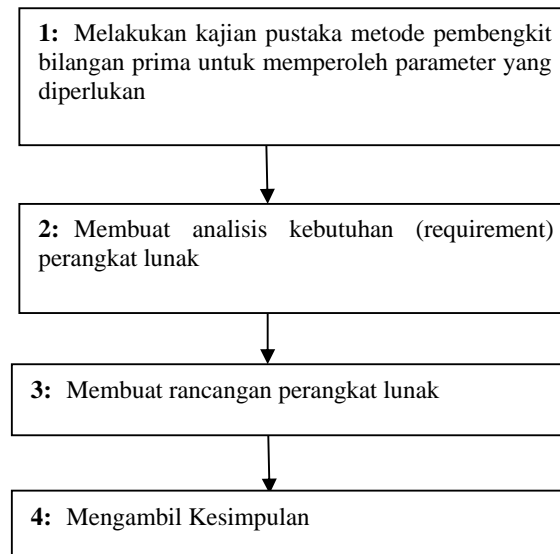 1: Melakukan kajian pustaka metode pembengkit
bilangan prima untuk memperoleh parameter yang
diperlukan
2: Membuat analisis kebutuhan (requirement)
perangkat lunak
3: Membuat rancangan perangkat lunak
4: Mengambil Kesimpulan